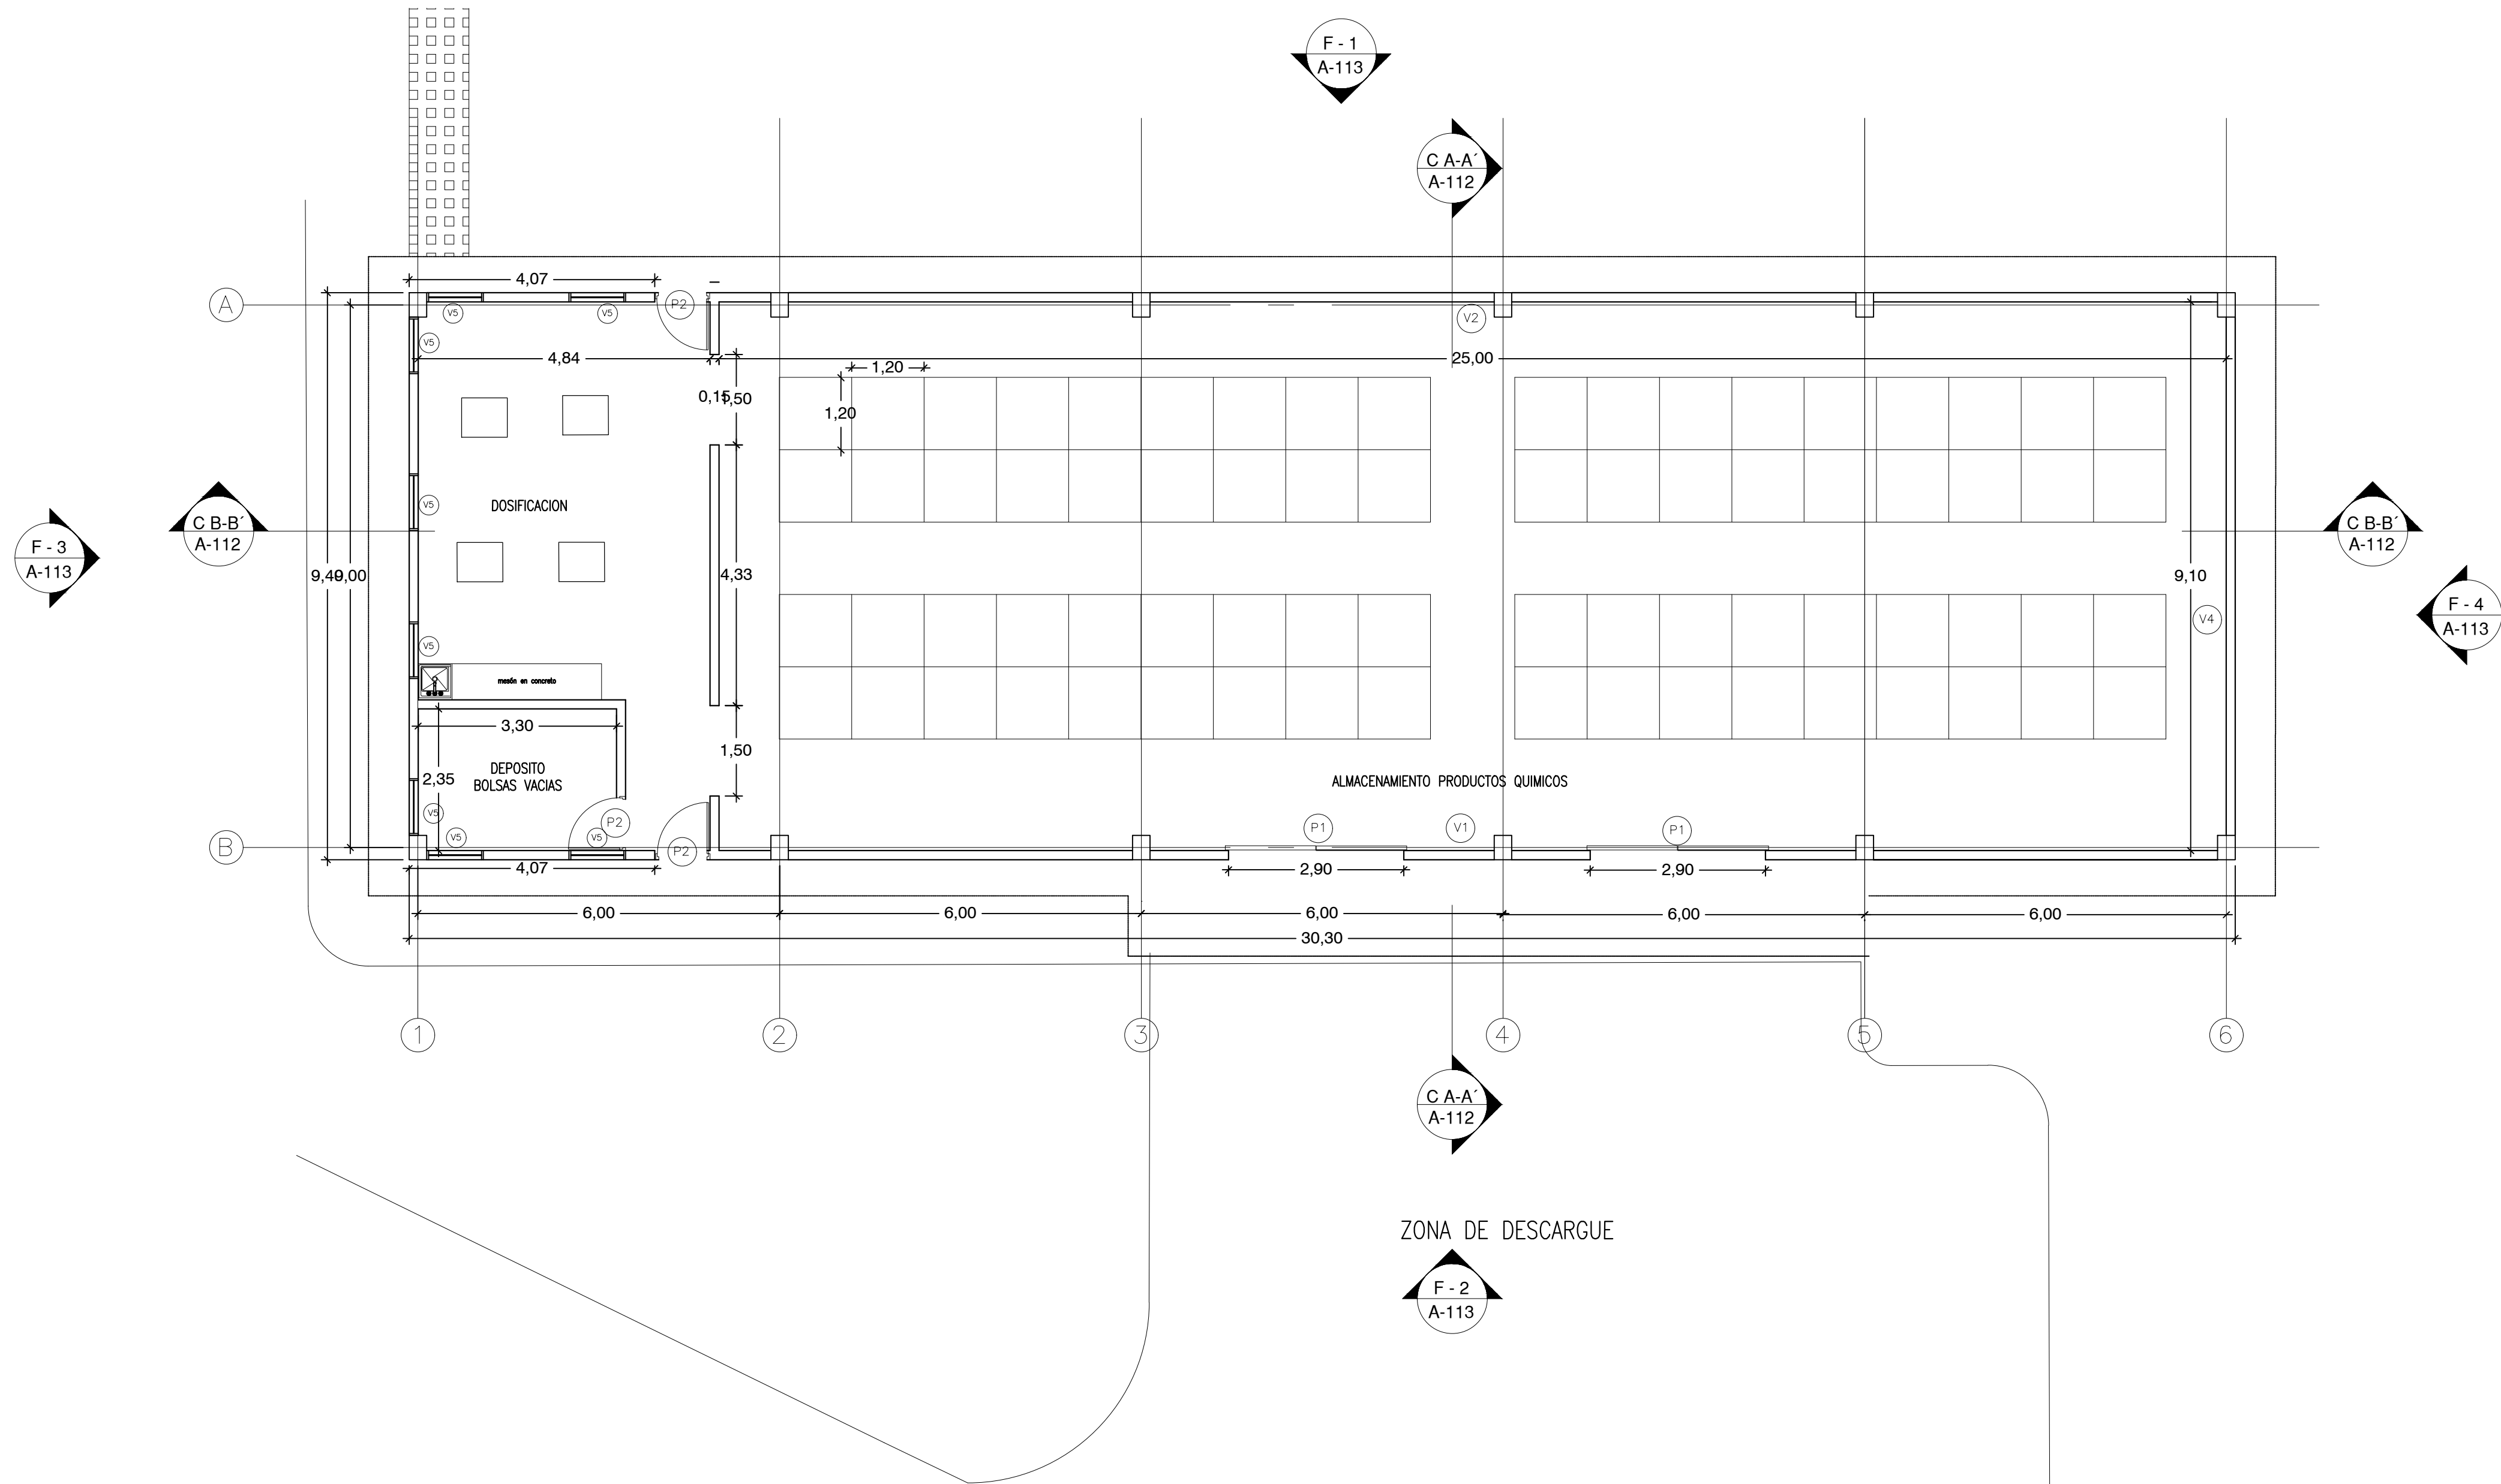 F - 1
A-113
C A-A´
A-112
4,07
A
P2
V5
V5
V2
V5
4,84
25,00
1,20
0,15
1,50
1,20
DOSIFICACION
V5
C B-B´
A-112
C B-B´
A-112
F - 3
A-113
9,40
9,00
4,33
9,10
F - 4
A-113
V4
V5
mesón en concreto
3,30
1,50
DEPOSITO
BOLSAS VACIAS
2,35
ALMACENAMIENTO PRODUCTOS QUIMICOS
V5
P2
V5
V5
P1
V1
P1
B
P2
4,07
2,90
2,90
6,00
6,00
6,00
6,00
6,00
30,30
1
2
3
4
5
6
C A-A´
A-112
ZONA DE DESCARGUE
F - 2
A-113